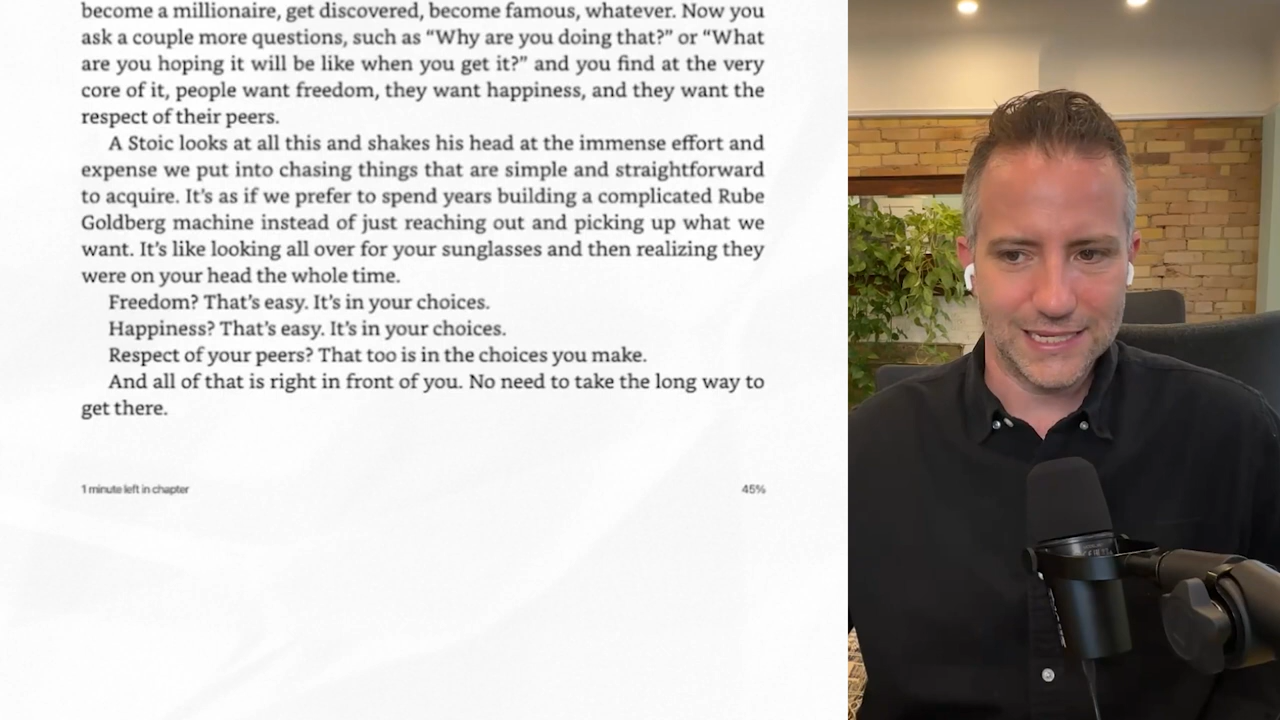 become a millionaire, get discovered, become famous, whatever. Now you
ask a couple more questions, such as “Why are you doing that?” or “What
are you hoping it will be like when you get it?” and you find at the very
core of it, people want freedom, they want happiness, and they want the
respect of their peers.
A Stoic looks at all this and shakes his head at the immense effort and
expense we put into chasing things that are simple and straightforward
to acquire. It’s as if we prefer to spend years building a complicated Rube
Goldberg machine instead of just reaching out and picking up what we
want. It’s like looking all over for your sunglasses and then realizing they
were on your head the whole time.
Freedom? That’s easy. It’s in your choices.
Happiness? That’s easy. It’s in your choices.
Respect of your peers? That too is in the choices you make.
And all of that is right in front of you. No need to take the long way to
get there.
1 minute left in chapter
45%